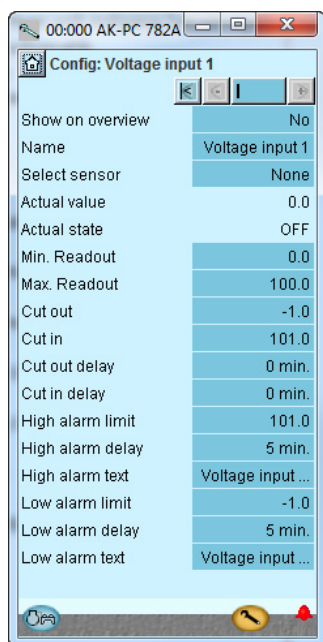 00:000 AK-PC 782A
Config: Voltage input 1
Show on overview No
Name Voltage input 1
Select sensor None
Actual value 0.0
Actual state OFF
Min. Readout 0.0
Max. Readout 100.0
Cut out -1.0
Cut in 101.0
Cut out delay 0 min.
Cut in delay 0 min.
High alarm limit 101.0
High alarm delay 5 min.
High alarm text Voltage input ...
Low alarm limit -1.0
Low alarm delay 5 min.
Low alarm text Voltage input ...